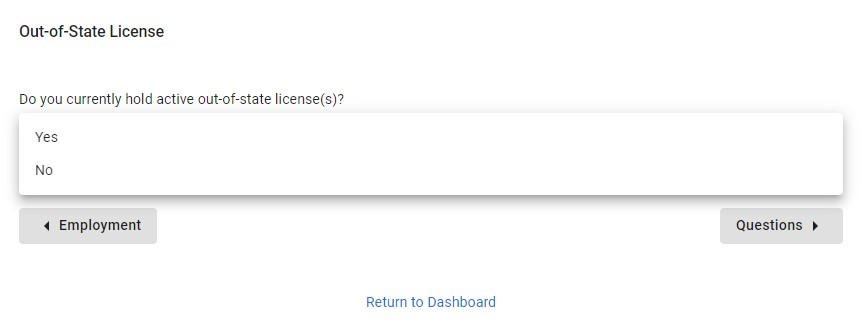 Out-of-State License
Do you currently hold active out-of-state license(s)?
Yes
No
Employment
Questions
Return to Dashboard